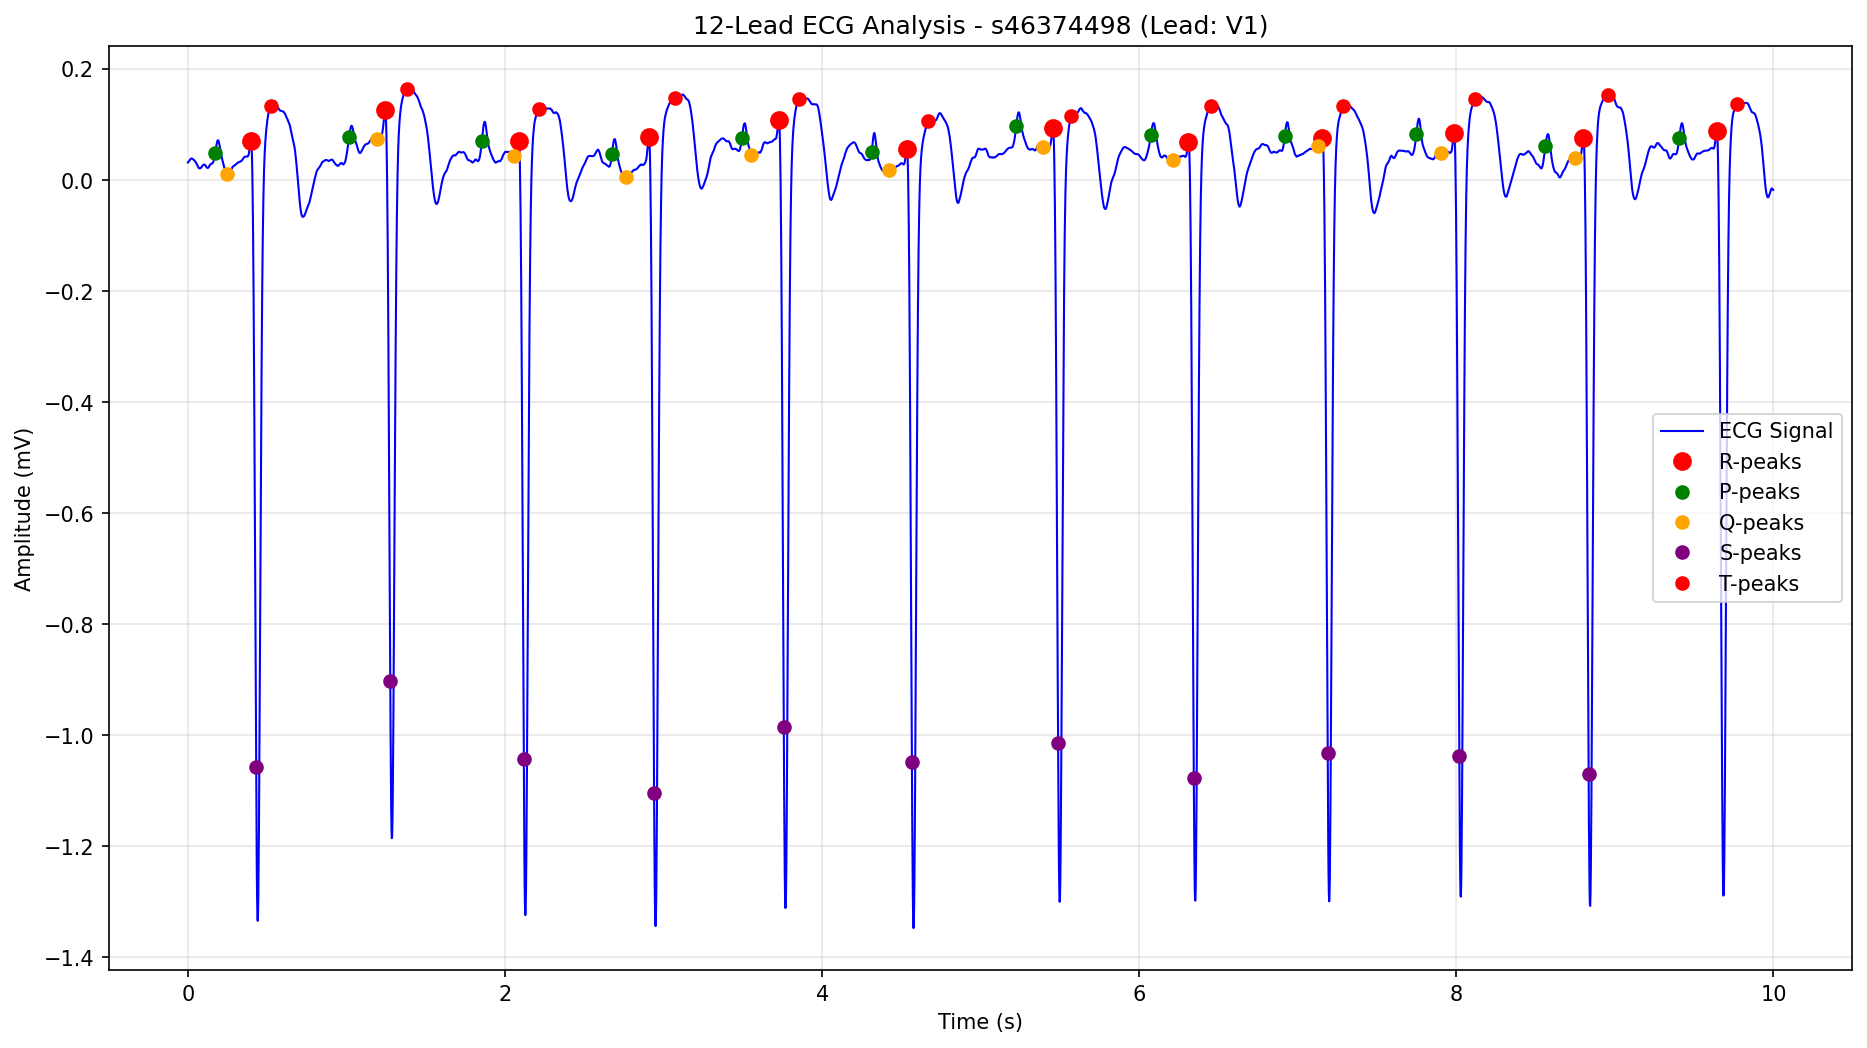 12-Lead ECG Analysis - s46374498 (Lead: V1)
Amplitude (mV)
0.2
0.0
−0.2
−0.4
−0.6
−0.8
−1.0
−1.2
−1.4
ECG Signal
R-peaks
P-peaks
Q-peaks
S-peaks
T-peaks
0 2 4 6 8 10
Time (s)